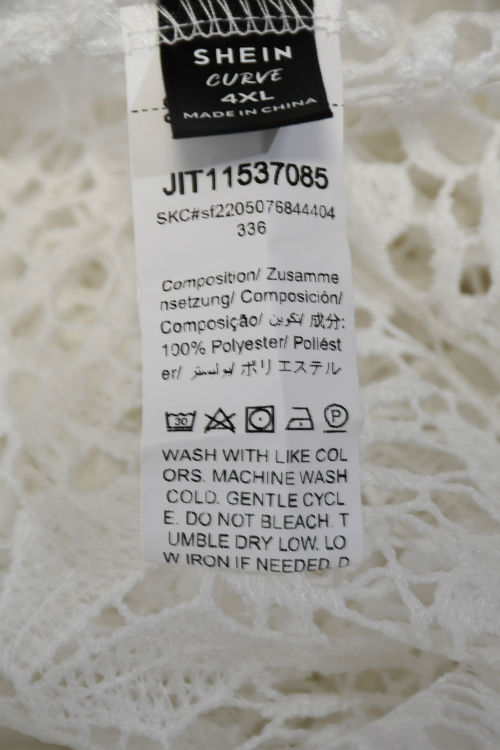 SHEIN
CURVE
4XL
MADE IN CHINA
JIT11537085
SKC#sf2205076844404
336
Composition/ Zusamme
nsetzung/ Composición/
Composição/ تكوين/ 成分:
100% Polyester/ Poliést
er/ بوليستر/ ポリエステル
30
P
WASH WITH LIKE COL
ORS. MACHINE WASH
COLD. GENTLE CYCL
E. DO NOT BLEACH. T
UMBLE DRY LOW. LO
W IRON IF NEEDED. D